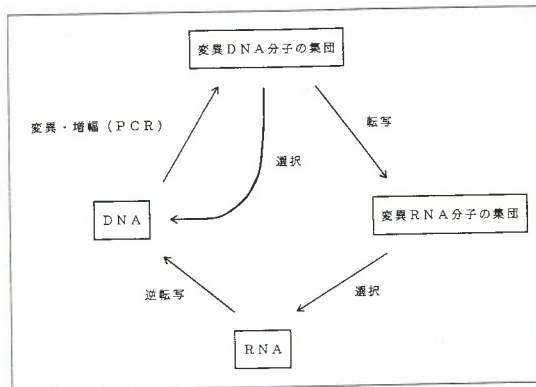 変異DNA分子の集団
変異・増幅(PCR)
転写
選択
DNA
変異RNA分子の集団
逆転写
選択
RNA